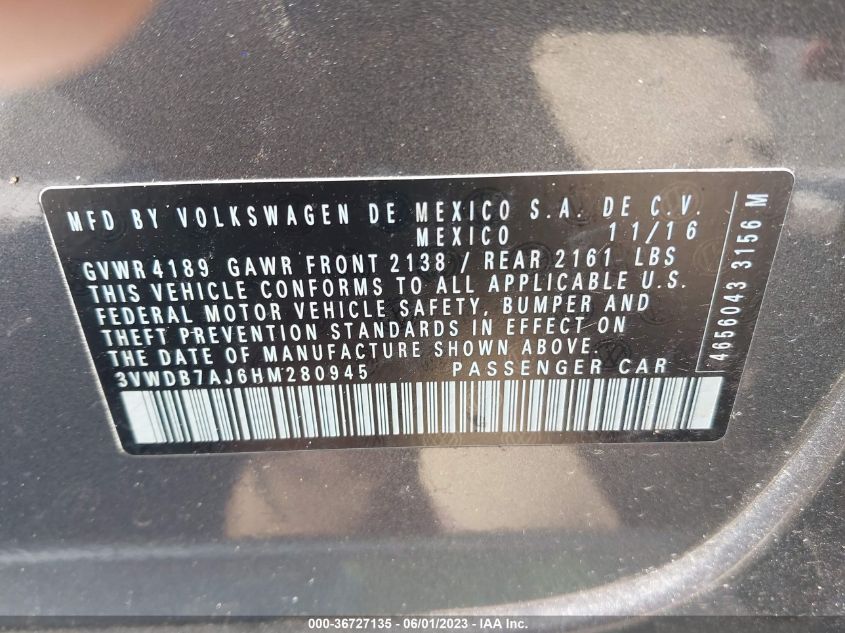 MFD BY VOLKSWAGEN DE MEXICO S.A. DE C.V.
MEXICO 11/16
GVWR 4189 GAWR FRONT 2138 / REAR 2161 LBS
THIS VEHICLE CONFORMS TO ALL APPLICABLE U.S.
FEDERAL MOTOR VEHICLE SAFETY, BUMPER AND
THEFT PREVENTION STANDARDS IN EFFECT ON
THE DATE OF MANUFACTURE SHOWN ABOVE.
3VWDB7AJ6HM280945 PASSENGER CAR
4656043 3156 M
000-36727135 - 06/01/2023 - IAA Inc.